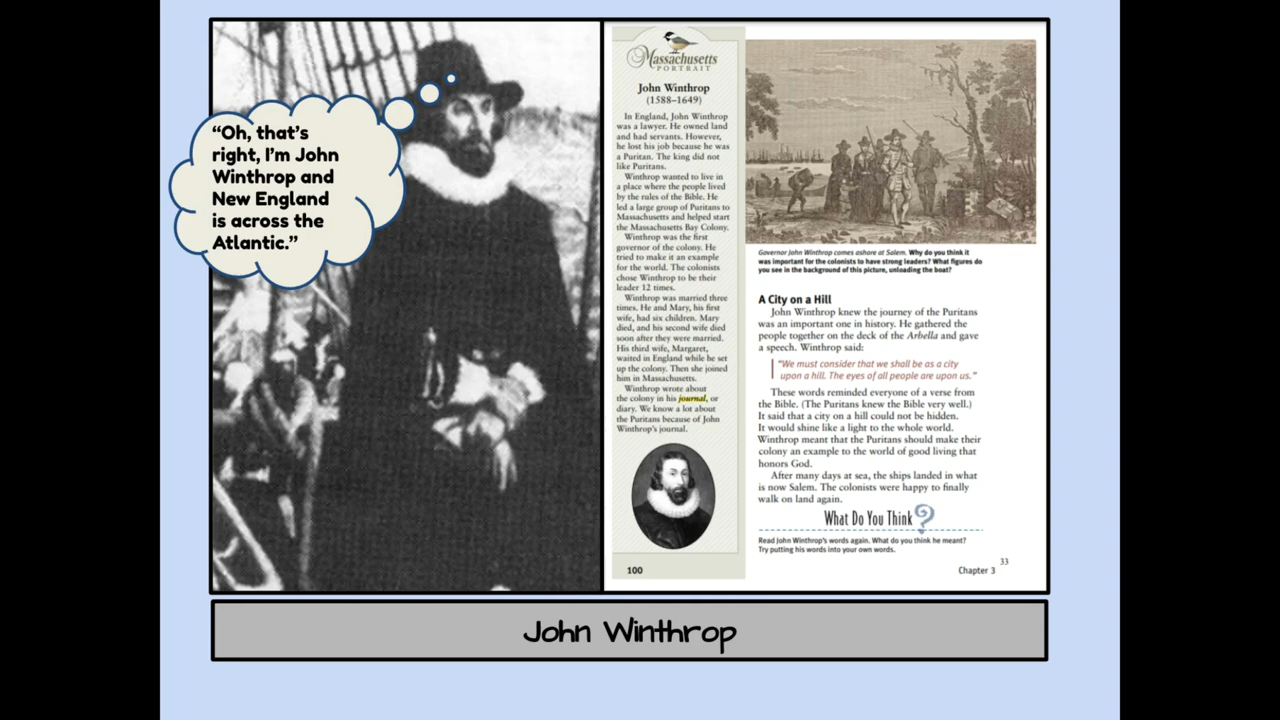 “Oh, that’s
right, I’m John
Winthrop and
New England
is across the
Atlantic.”
Massachusetts
PORTRAIT
John Winthrop
(1588–1649)
In England, John Winthrop
was a lawyer. He owned land
and had servants. However,
he lost his job because he was
a Puritan. The king did not
like Puritans.
Winthrop wanted to live in
a place where the people lived
by the rules of the Bible. He
led a large group of Puritans to
Massachusetts and helped start
the Massachusetts Bay Colony.
Winthrop was the first
governor of the colony. He
tried to make it an example
for the world. The colonists
chose Winthrop to be their
leader 12 times.
Winthrop was married three
times. He and Mary, his first
wife, had six children. Mary
died, and his second wife died
soon after they were married.
His third wife, Margaret,
waited in England while he set
up the colony. Then she joined
him in Massachusetts.
Winthrop wrote about
the colony in his journal, or
diary. We know a lot about
the Puritans because of John
Winthrop’s journal.
100
Governor John Winthrop comes ashore at Salem. Why do you think it
was important for the colonists to have strong leaders? What figures do
you see in the background of this picture, unloading the boat?
A City on a Hill
John Winthrop knew the journey of the Puritans
was an important one in history. He gathered the
people together on the deck of the Arbella and gave
a speech. Winthrop said:
“We must consider that we shall be as a city
upon a hill. The eyes of all people are upon us.”
These words reminded everyone of a verse from
the Bible. (The Puritans knew the Bible very well.)
It said that a city on a hill could not be hidden.
It would shine like a light to the whole world.
Winthrop meant that the Puritans should make their
colony an example to the world of good living that
honors God.
After many days at sea, the ships landed in what
is now Salem. The colonists were happy to finally
walk on land again.
What Do You Think?
Read John Winthrop’s words again. What do you think he meant?
Try putting his words into your own words.
33
Chapter 3
John Winthrop